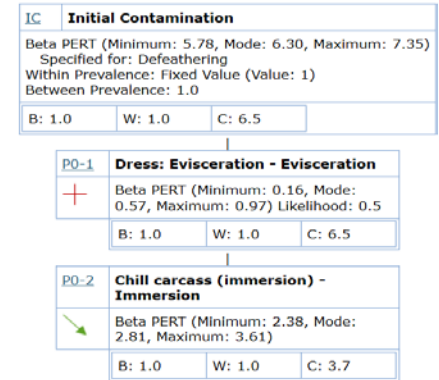 IC Initial Contamination
Beta PERT (Minimum: 5.78, Mode: 6.30, Maximum: 7.35)
Specified for: Defeathering
Within Prevalence: Fixed Value (Value: 1)
Between Prevalence: 1.0
B: 1.0 W: 1.0 C: 6.5
P0-1 Dress: Evisceration - Evisceration
Beta PERT (Minimum: 0.16, Mode:
0.57, Maximum: 0.97) Likelihood: 0.5
B: 1.0 W: 1.0 C: 6.5
P0-2 Chill carcass (immersion) -
Immersion
Beta PERT (Minimum: 2.38, Mode:
2.81, Maximum: 3.61)
B: 1.0 W: 1.0 C: 3.7